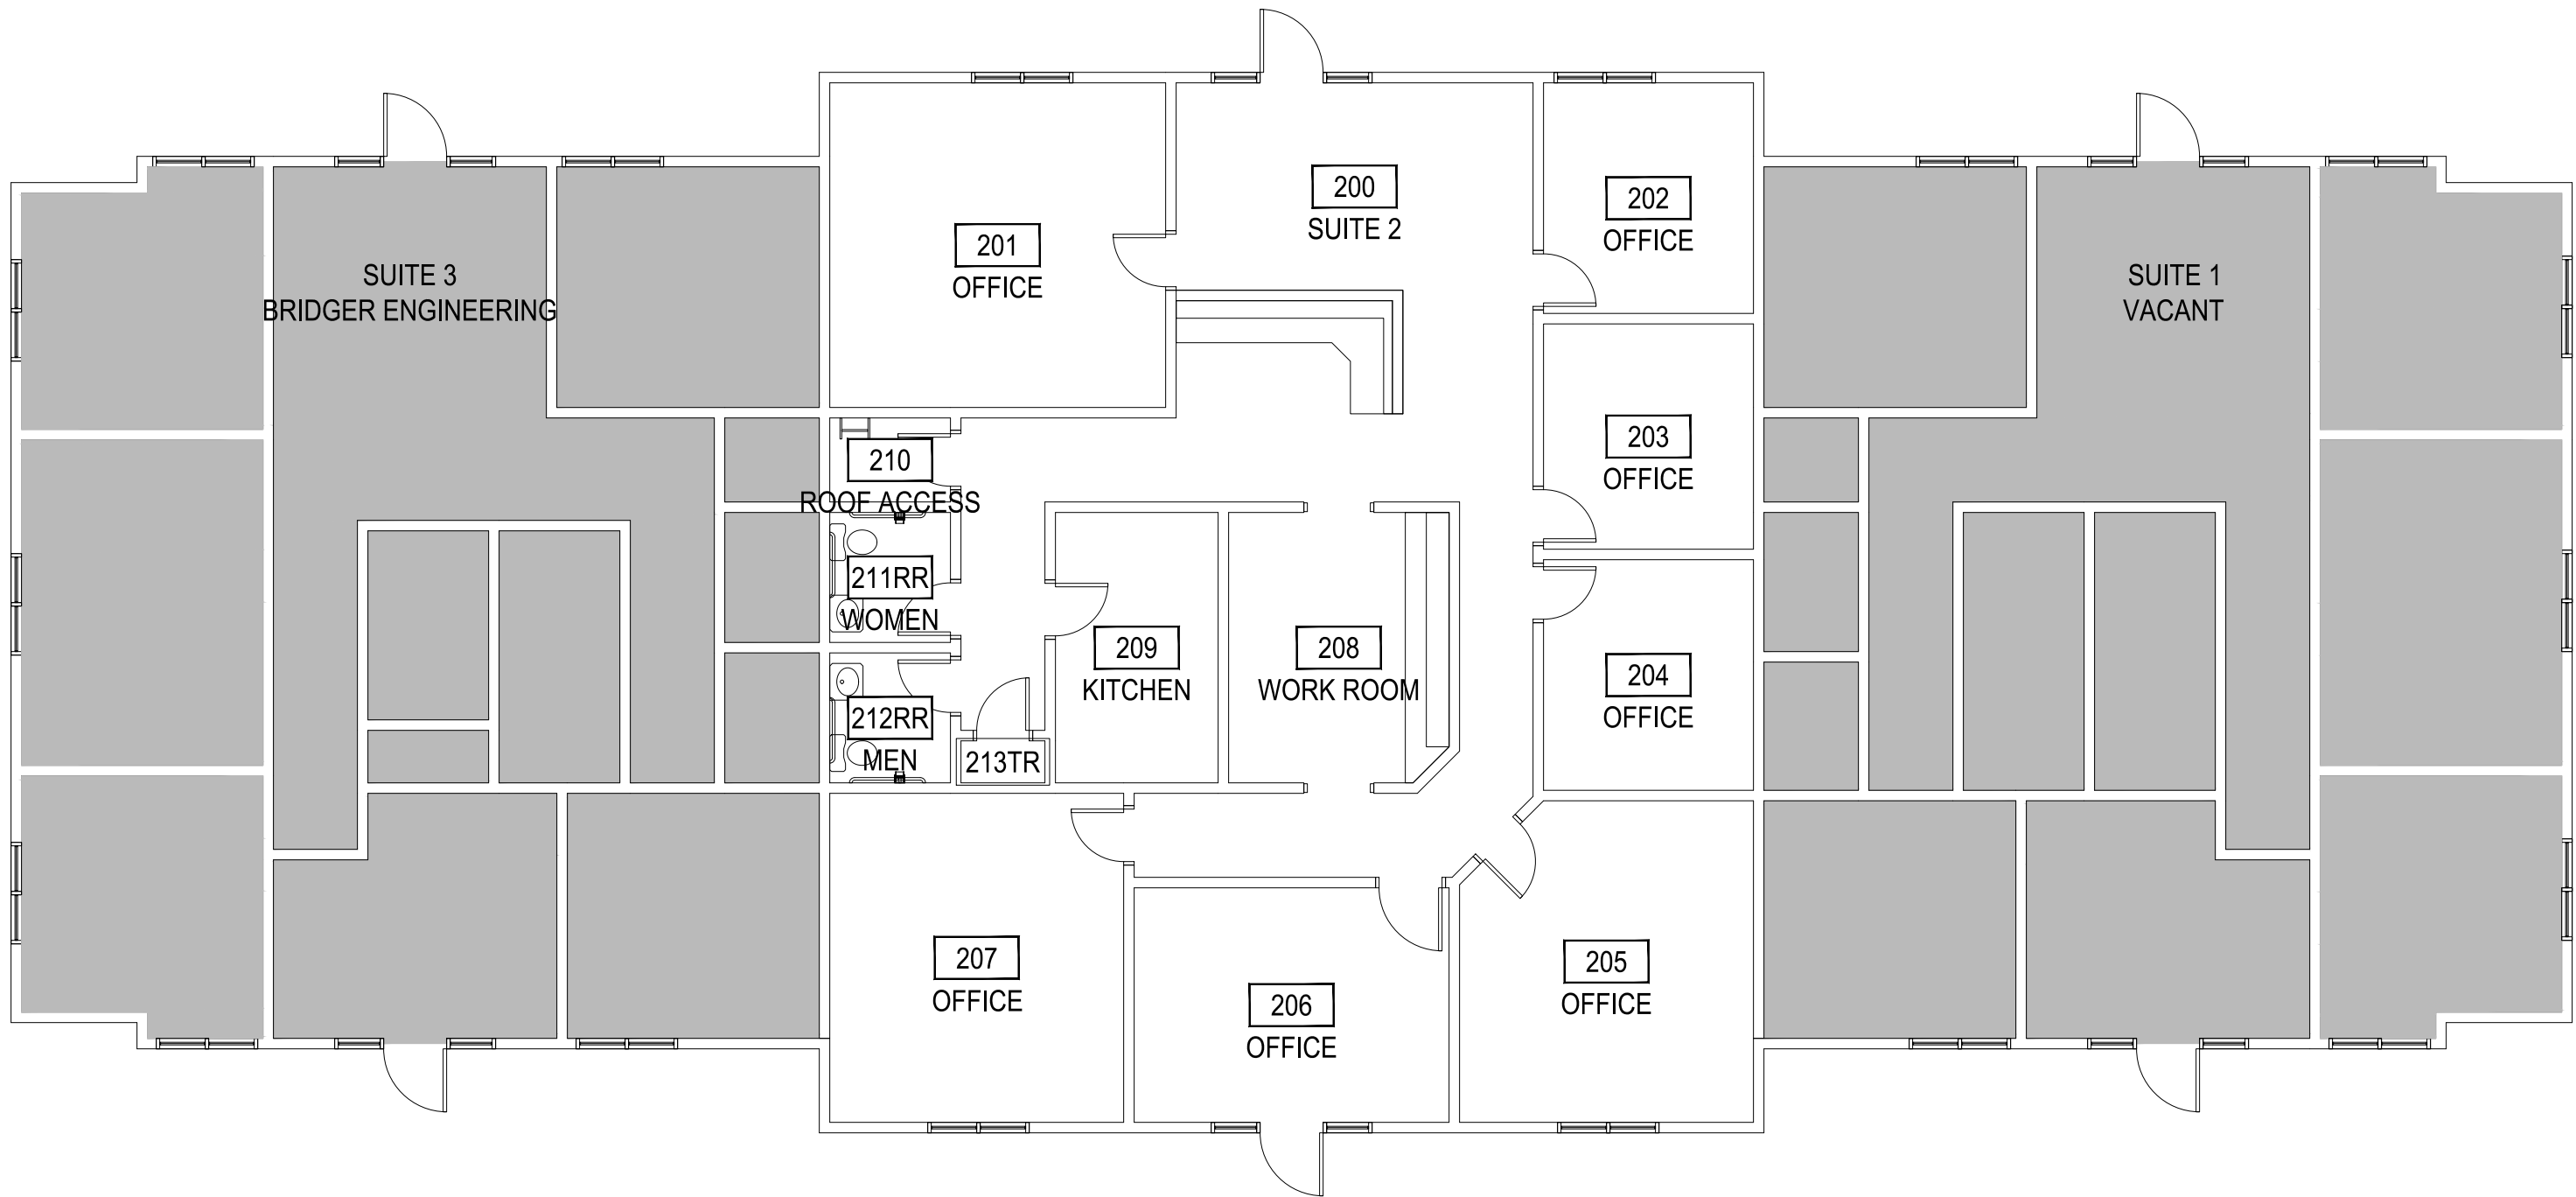 200
SUITE 2
202
OFFICE
201
OFFICE
SUITE 3
BRIDGER ENGINEERING
SUITE 1
VACANT
203
OFFICE
210
ROOF ACCESS
211RR
WOMEN
209
KITCHEN
208
WORK ROOM
204
OFFICE
212RR
MEN
213TR
207
OFFICE
206
OFFICE
205
OFFICE